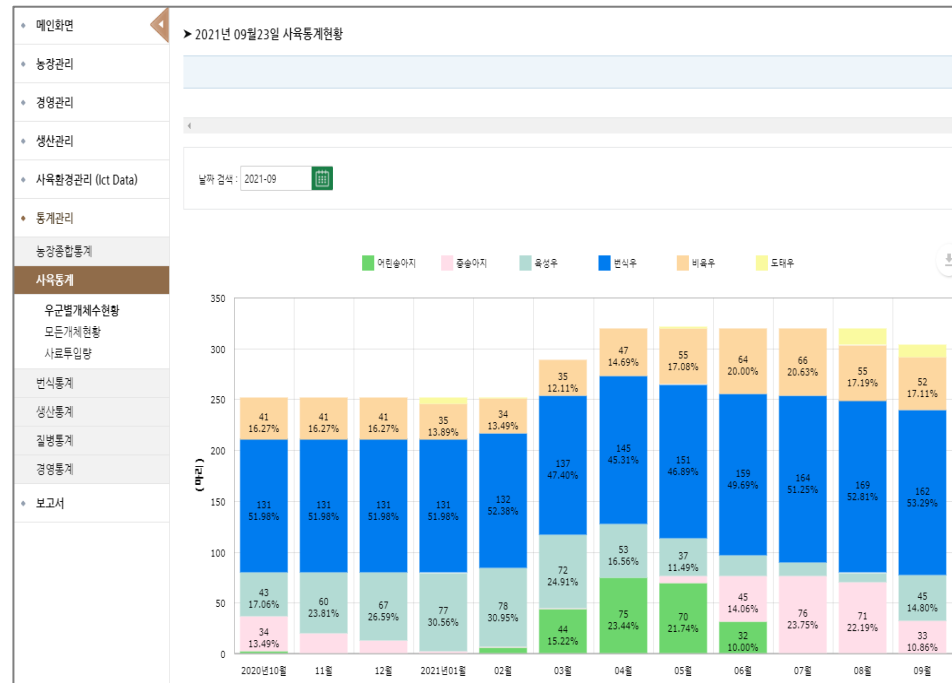 메인화면
농장관리
경영관리
생산관리
사육환경관리 (Ict Data)
통계관리
농장종합통계
사육통계
우군별개체수현황
모든개체현황
사료투입량
번식통계
생산통계
질병통계
경영통계
보고서
➤ 2021년 09월23일 사육통계현황
날짜 검색 : 2021-09
어린송아지 중송아지 육성우 번식우 비육우 도태우
(마리)
350
300
250
200
150
100
50
0
41
16.27%
131
51.98%
43
17.06%
34
13.49%
2020년10월
41
16.27%
131
51.98%
60
23.81%
11월
41
16.27%
131
51.98%
67
26.59%
12월
35
13.89%
131
51.98%
77
30.56%
2021년01월
34
13.49%
132
52.38%
78
30.95%
02월
35
12.11%
137
47.40%
72
24.91%
44
15.22%
03월
47
14.69%
145
45.31%
53
16.56%
75
23.44%
04월
55
17.08%
151
46.89%
37
11.49%
70
21.74%
05월
64
20.00%
159
49.69%
45
14.06%
32
10.00%
06월
66
20.63%
164
51.25%
76
23.75%
07월
55
17.19%
169
52.81%
71
22.19%
08월
52
17.11%
162
53.29%
45
14.80%
33
10.86%
09월